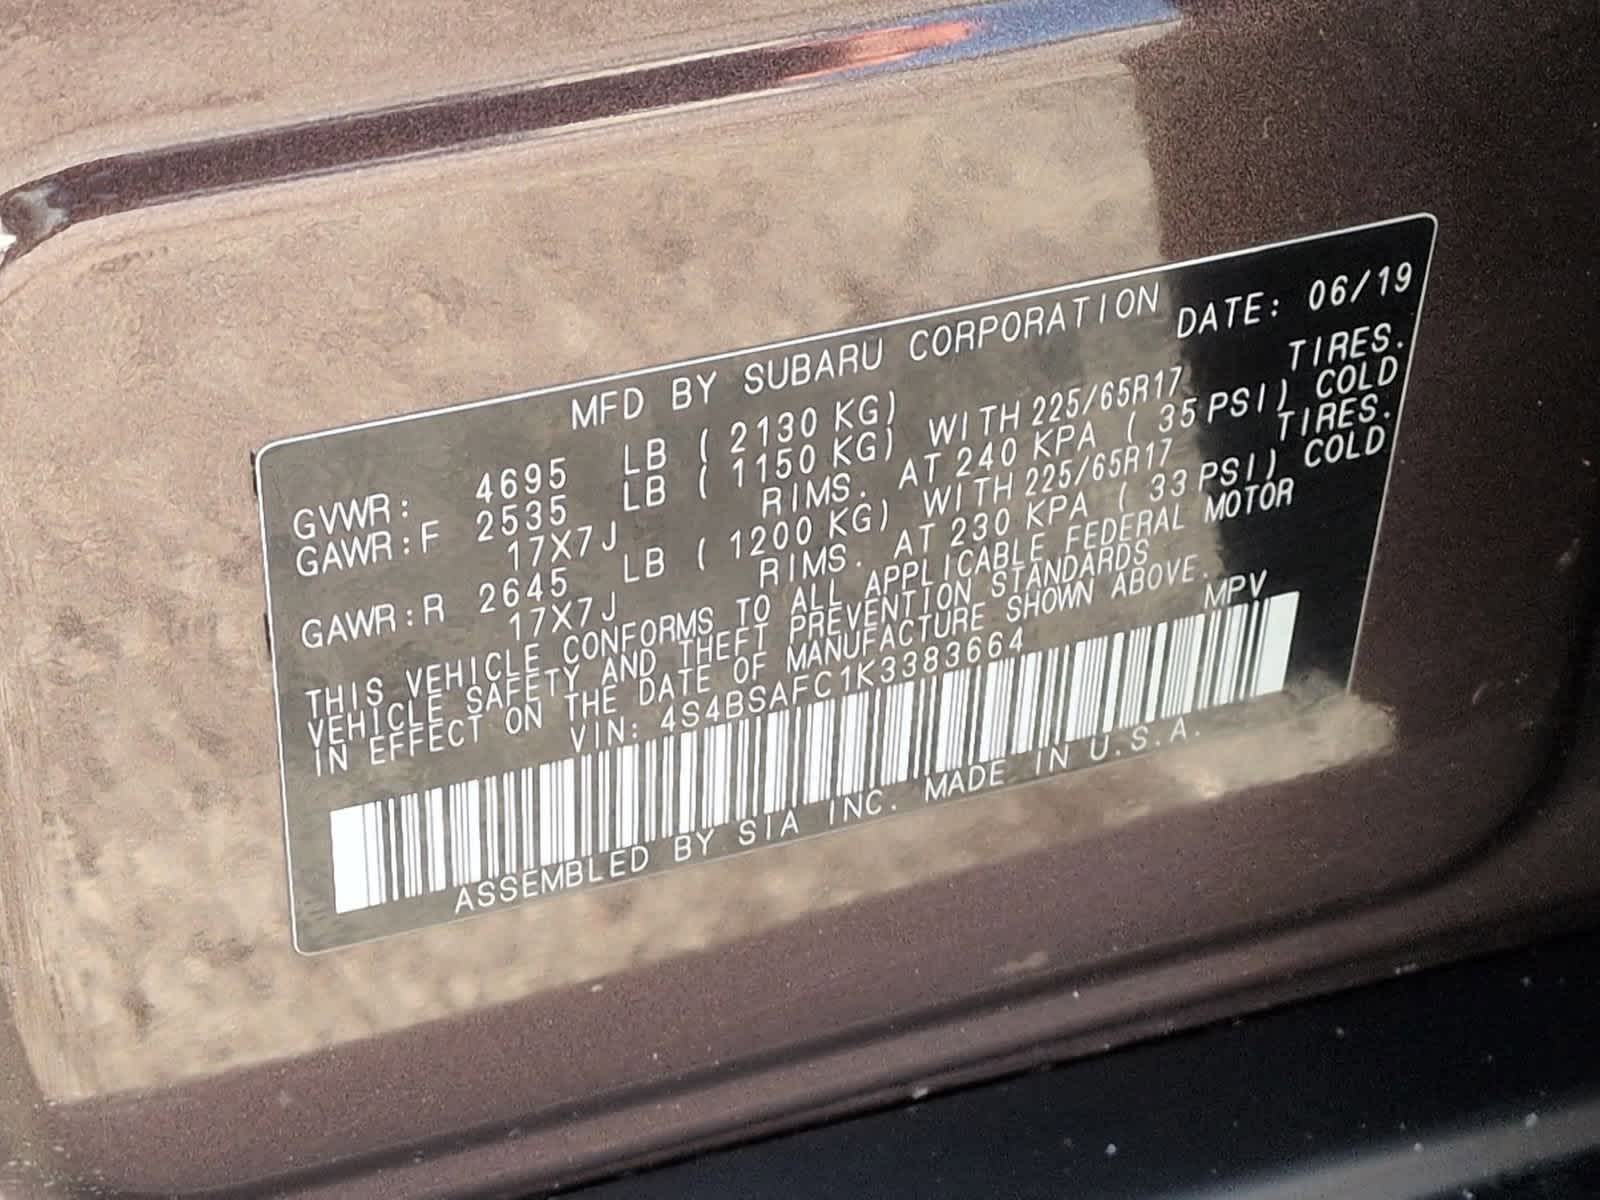 MFD BY SUBARU CORPORATION DATE: 06/19
GVWR: 4695 LB ( 2130 KG)
GAWR:F 2535 LB ( 1150 KG) WITH 225/65R17 TIRES.
17X7J RIMS. AT 240 KPA ( 35 PSI) COLD
GAWR:R 2645 LB ( 1200 KG) WITH 225/65R17 TIRES.
17X7J RIMS. AT 230 KPA ( 33 PSI) COLD
THIS VEHICLE CONFORMS TO ALL APPLICABLE FEDERAL MOTOR
VEHICLE SAFETY AND THEFT PREVENTION STANDARDS
IN EFFECT ON THE DATE OF MANUFACTURE SHOWN ABOVE.
VIN: 4S4BSAFC1K3383664 MPV
ASSEMBLED BY SIA INC. MADE IN U.S.A.